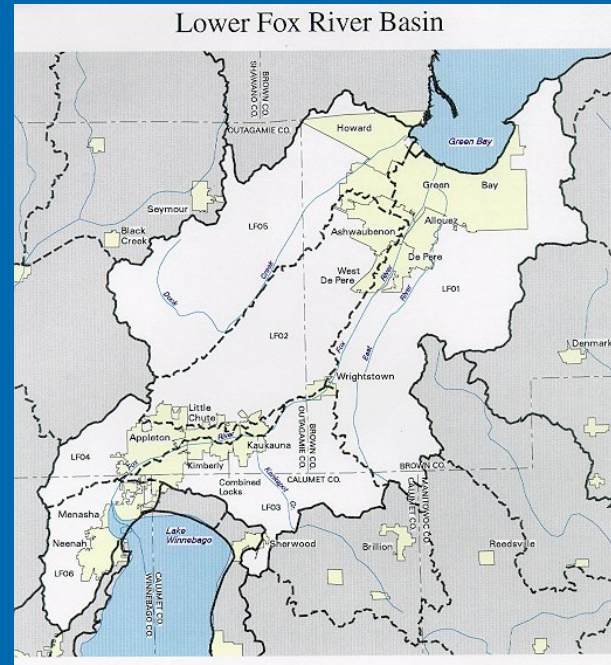 Lower Fox River Basin
BROWN CO.
SHAWANO CO.
OUTAGAMIE CO.
Howard
Green Bay
Seymour
Green Bay
LF05
Allouez
Black
Creek
Ashwaubenon
De Pere
West
De Pere
River
Creek
Duck
River
LF01
LF02
Fox
East
Denmark
Wrightstown
Little
Chute
Appleton
River
Kaukauna
BROWN CO.
OUTAGAMIE CO.
LF04
Fox
Kimberly
BROWN CO.
Combined
Locks
Kankapot
Cr.
CALUMET CO.
MANITOWOC CO.
CALUMET CO.
LF03
Menasha
Lake
Winnebago
Neenah
Sherwood
Brillion
Reedsville
LF06
CALUMET CO.
WINNEBAGO CO.